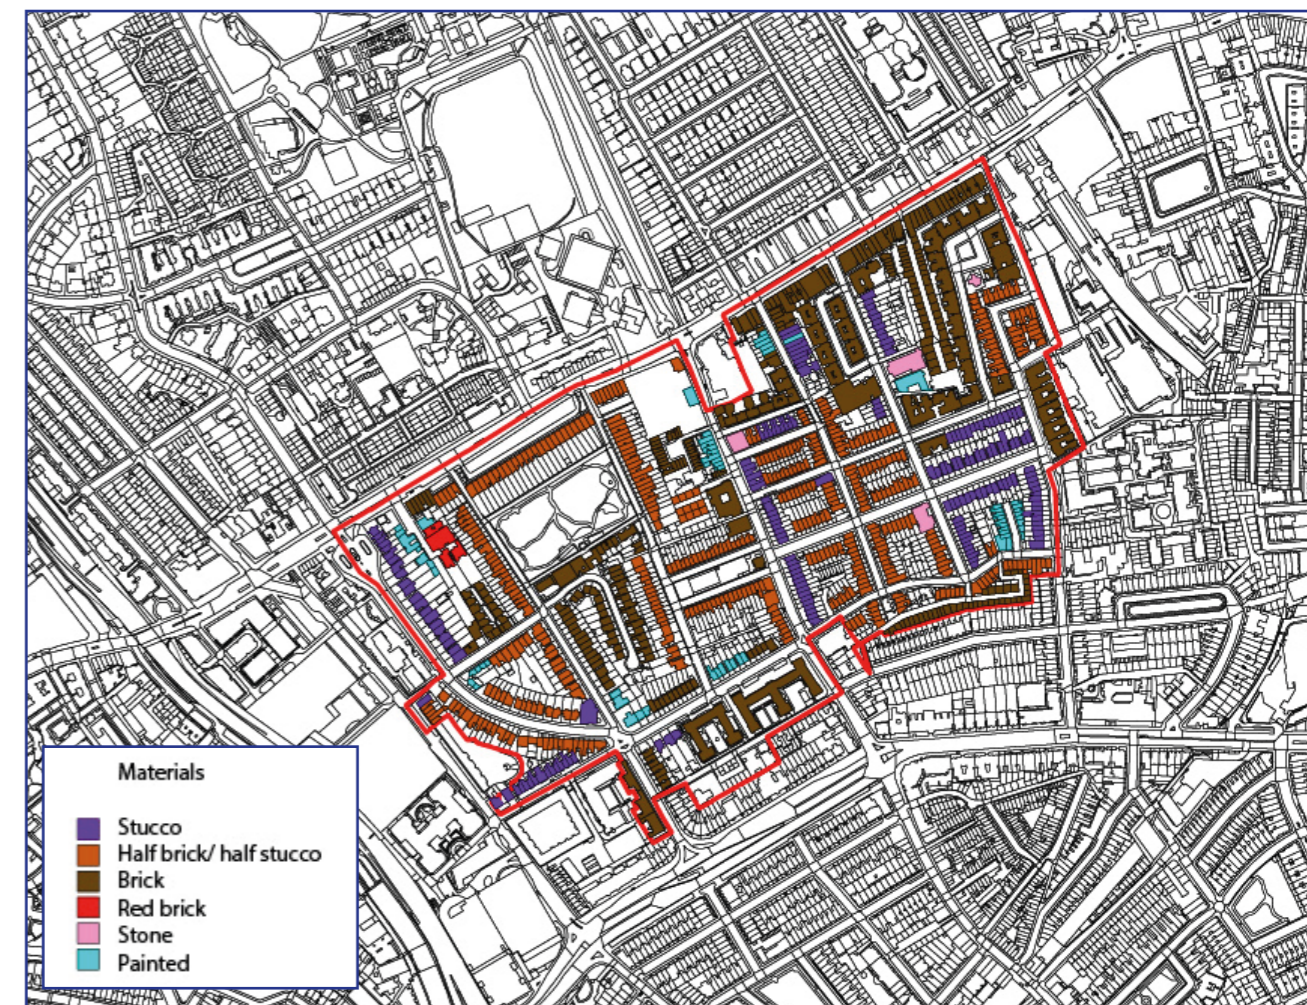 Materials
Stucco
Half brick/ half stucco
Brick
Red brick
Stone
Painted